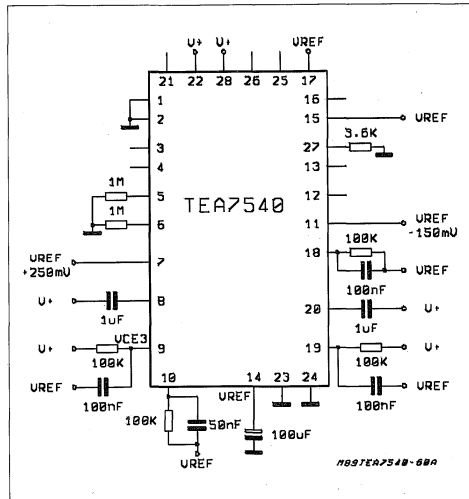 V+ V+ VREF
21 22 28 26 25 17
1 16
2 15 VREF
3.6K
3 27
4 13
1M
5 12
TEA7540
1M
6 11 VREF
-150mV
18 100K
VREF
+250mV
7
100nF VREF
V+ 8
1uF
20 V+
1uF
V+ VCE3 9 19 V+
100K 100K
VREF
100nF
10 14 23 24
VREF
VREF
100nF
100K 50nF 100uF
VREF
M89TEA7540-60A